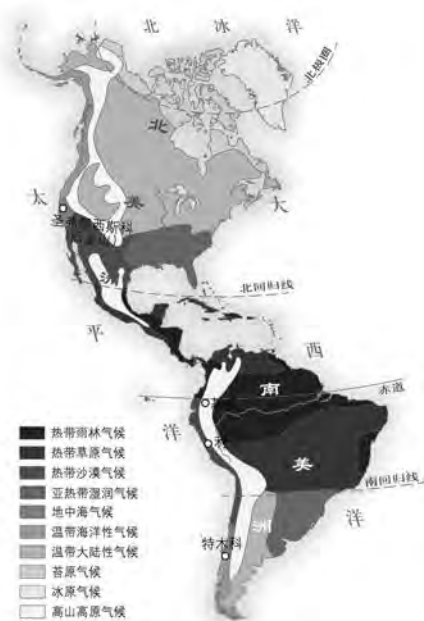 北冰洋
北极圈
北
美
洲
太
平
洋
大
西
洋
圣弗朗西斯科
北回归线
赤道
南
美
洲
南回归线
特木科
热带雨林气候
热带草原气候
热带沙漠气候
亚热带湿润气候
地中海气候
温带海洋性气候
温带大陆性气候
苔原气候
冰原气候
高山高原气候